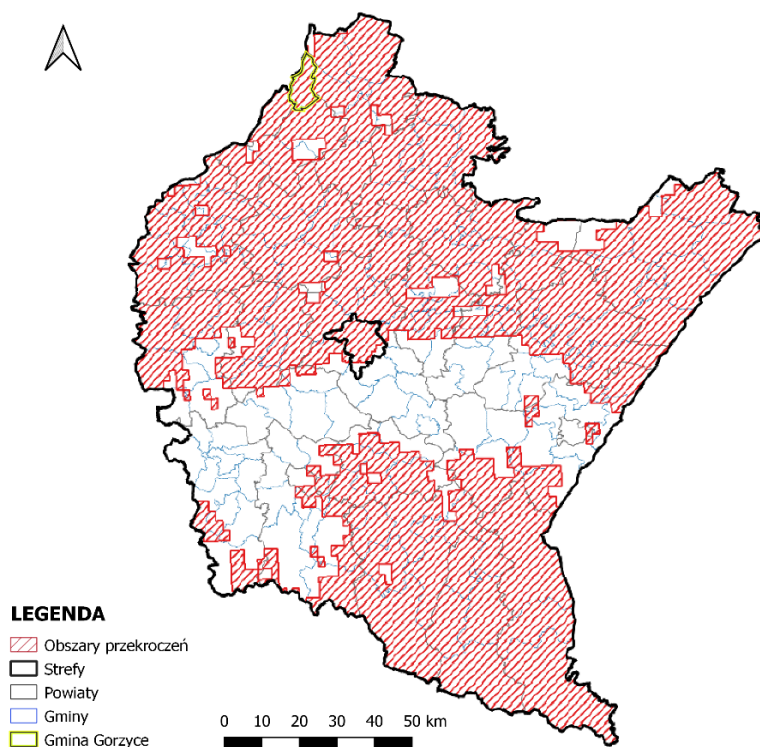 LEGENDA
Obszary przekroczeń
Strefy
Powiaty
Gminy
Gmina Gorzyce
0 10 20 30 40 50 km